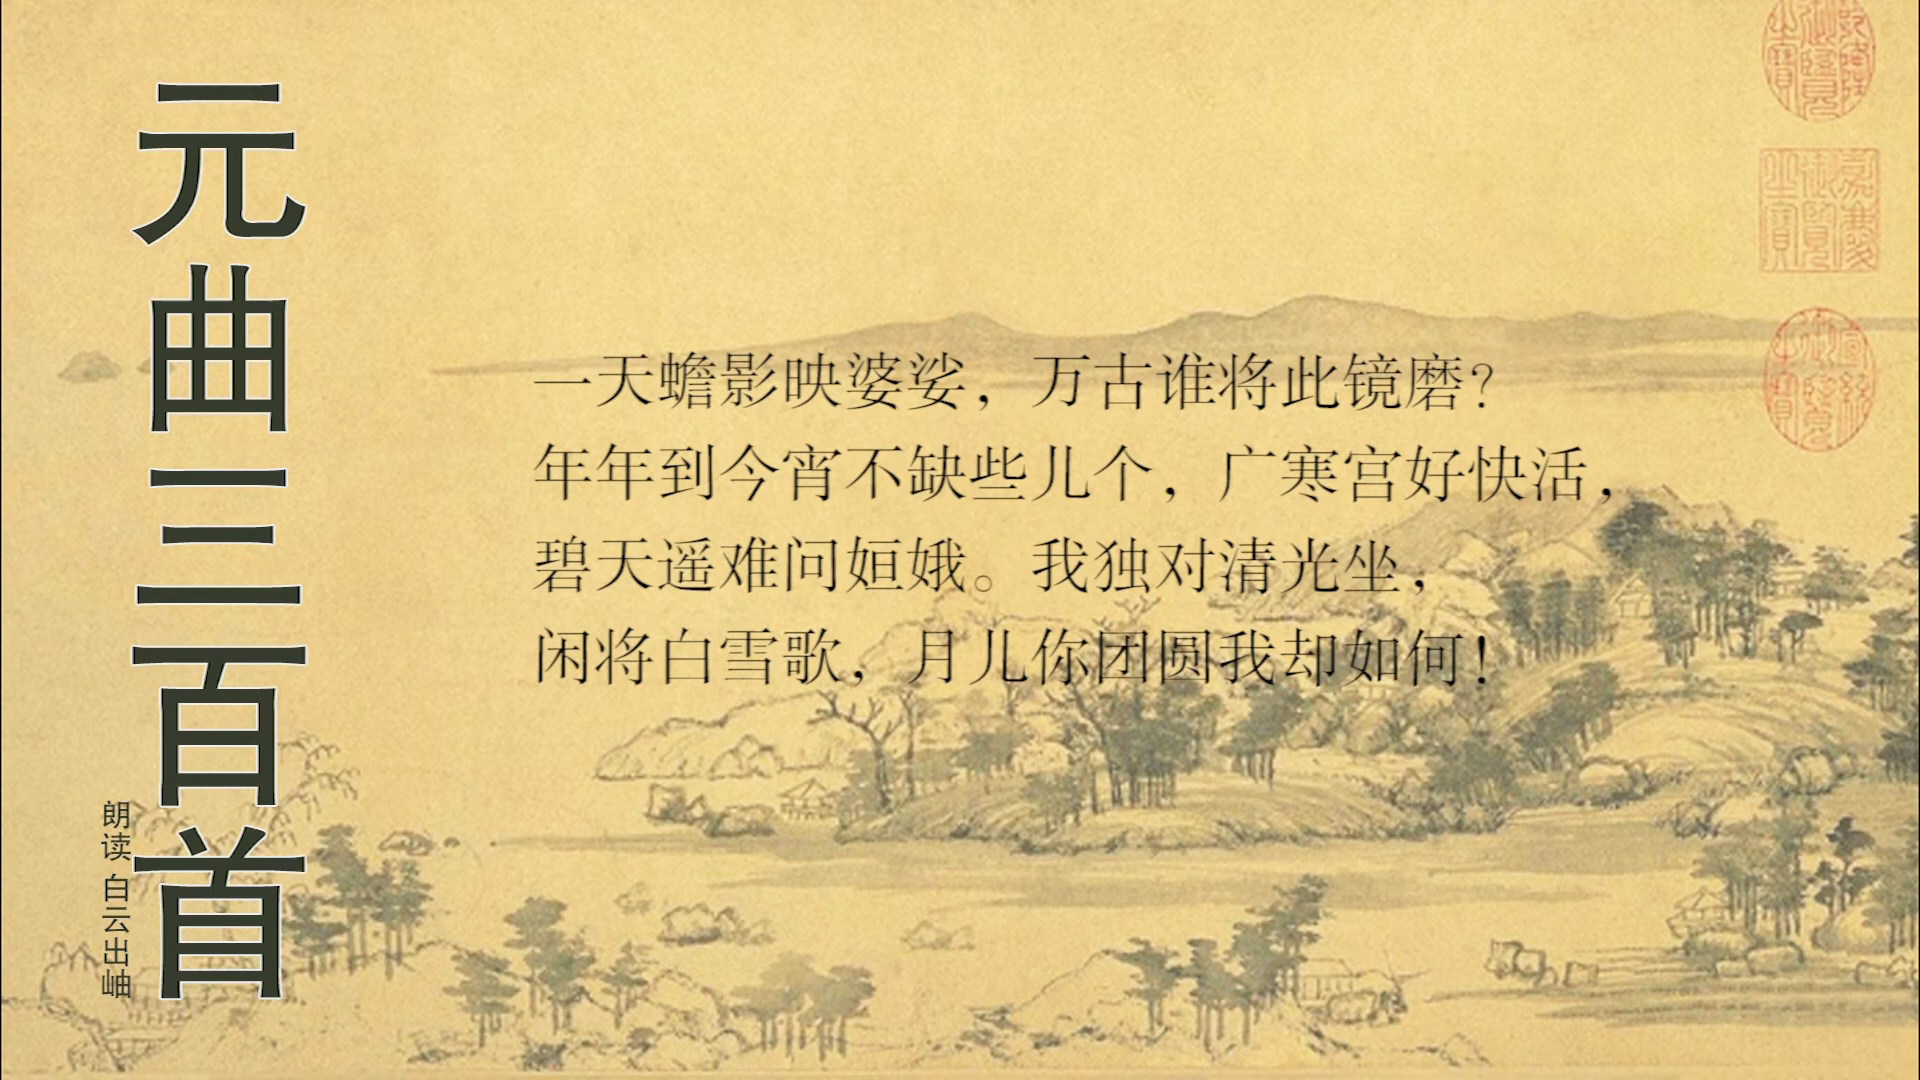 元曲三百首
朗读 白云出岫
一天蟾影映婆娑，万古谁将此镜磨？
年年到今宵不缺些儿个，广寒宫好快活，
碧天遥难问姮娥。我独对清光坐，
闲将白雪歌，月儿你团圆我却如何！